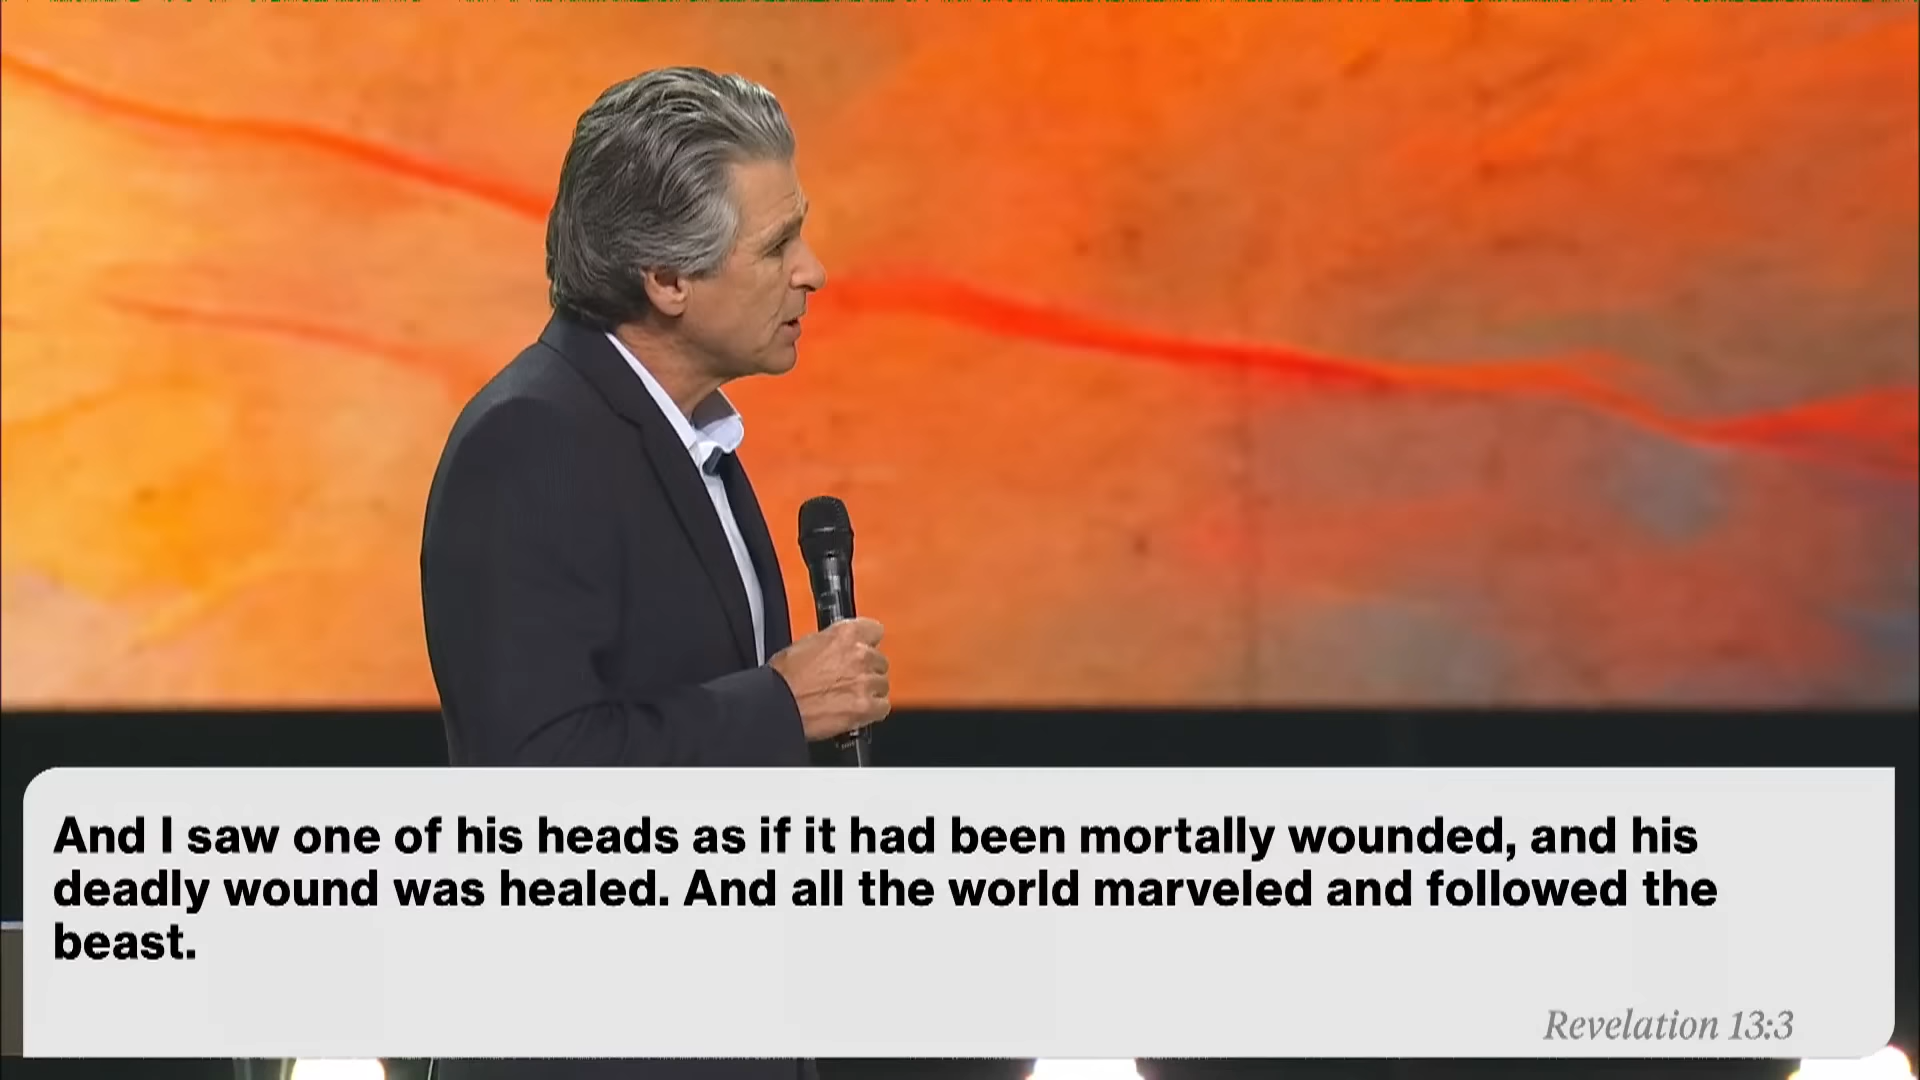 And I saw one of his heads as if it had been mortally wounded, and his
deadly wound was healed. And all the world marveled and followed the
beast.
Revelation 13:3